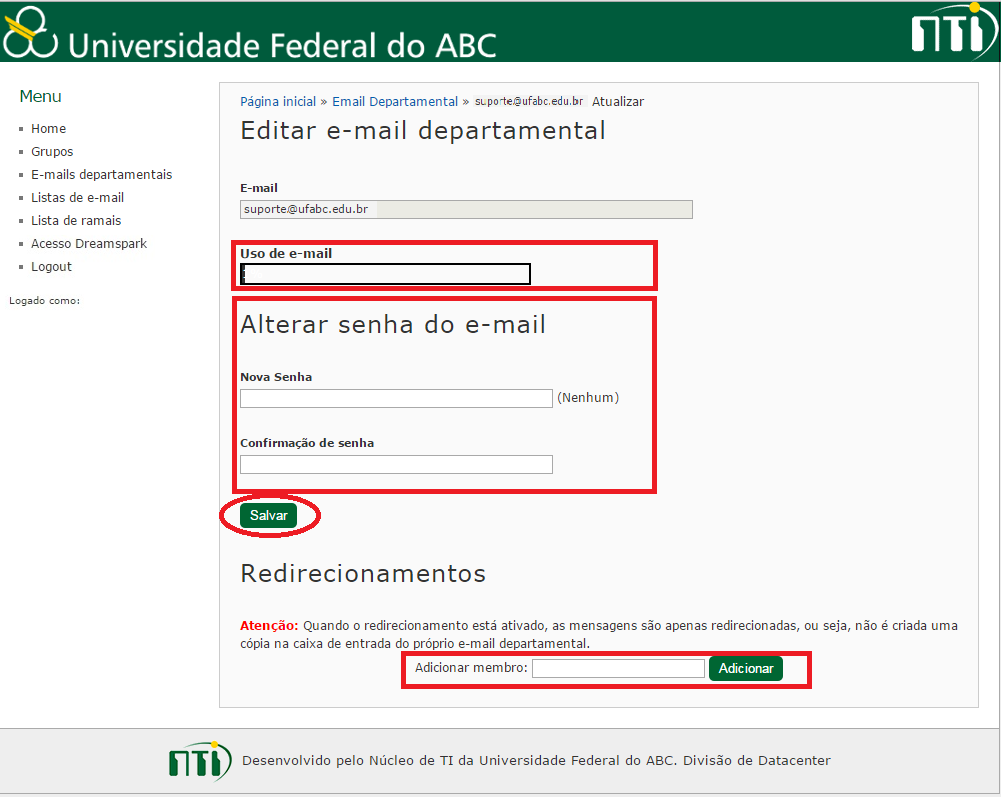 Universidade Federal do ABC
NTI
Menu
Home
Grupos
E-mails departamentais
Listas de e-mail
Lista de ramais
Acesso Dreamspark
Logout
Logado como:
Página inicial » Email Departamental » suporte@ufabc.edu.br Atualizar
Editar e-mail departamental
E-mail
suporte@ufabc.edu.br
Uso de e-mail
Alterar senha do e-mail
Nova Senha
(Nenhum)
Confirmação de senha
Salvar
Redirecionamentos
Atenção: Quando o redirecionamento está ativado, as mensagens são apenas redirecionadas, ou seja, não é criada uma
cópia na caixa de entrada do próprio e-mail departamental.
Adicionar membro: Adicionar
NTI Desenvolvido pelo Núcleo de TI da Universidade Federal do ABC. Divisão de Datacenter